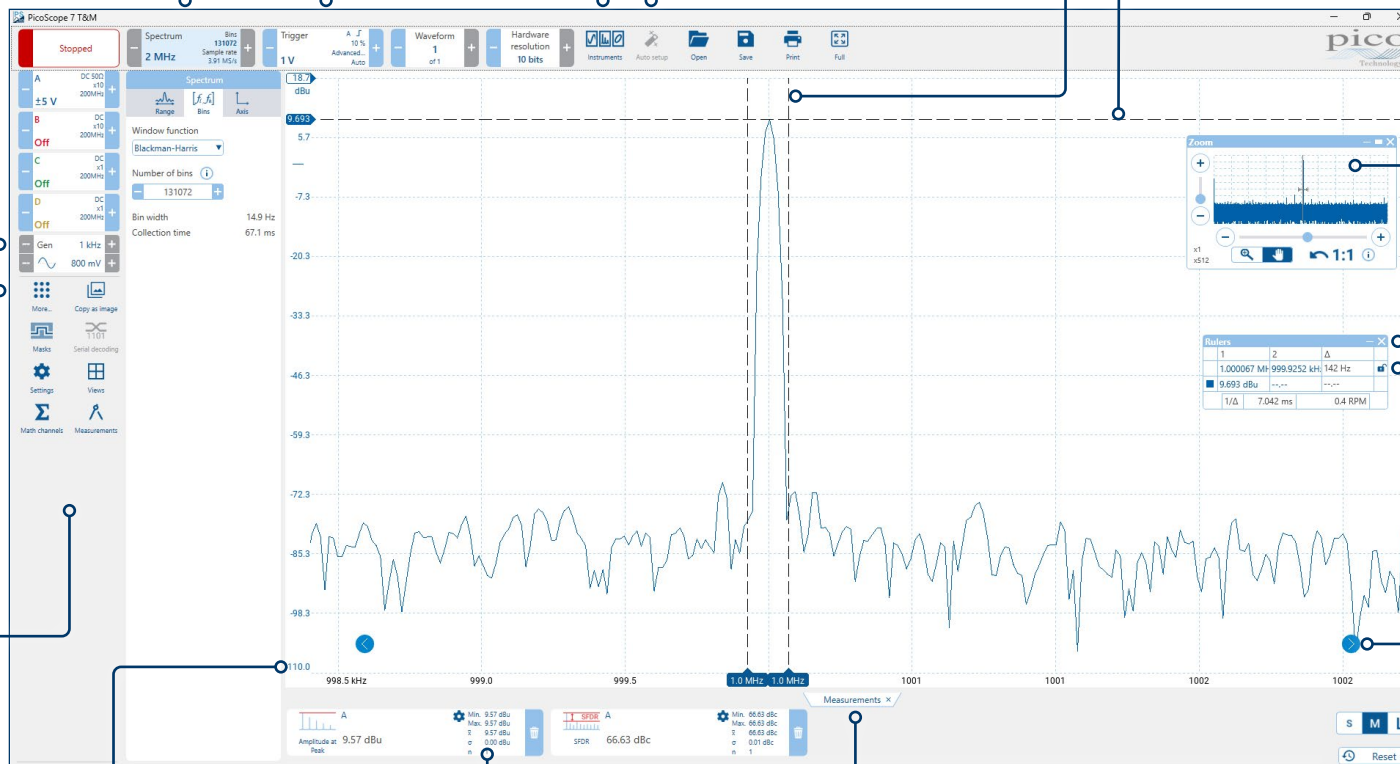 PicoScope 7 T&M
Stopped
Spectrum
2 MHz
Bins
131072
Sample rate
3.91 MS/s
Trigger
1 V
A
10 %
Advanced...
Auto
Waveform
1
of 1
Hardware
resolution
10 bits
Instruments
Auto setup
Open
Save
Print
Full
pico
Technology
A
±5 V
DC 50Ω
x10
200MHz
B
Off
DC
x10
200MHz
C
Off
DC
x1
200MHz
D
Off
DC
x1
200MHz
Gen
1 kHz
800 mV
More...
Copy as image
Masks
Serial decoding
Settings
Views
Math channels
Measurements
Spectrum
Range
Bins
Axis
Window function
Blackman-Harris
Number of bins
131072
Bin width 14.9 Hz
Collection time 67.1 ms
18.7
dBu
9.693
5.7
-7.3
-20.3
-33.3
-46.3
-59.3
-72.3
-85.3
-98.3
110.0
998.5 kHz
999.0
999.5
1.0 MHz
1.0 MHz
1001
1001
1002
1002
Zoom
x1
x512
1:1
Rulers
1 2 Δ
1.000067 MH 999.9252 kH: 142 Hz
9.693 dBu --.-- --.--
1/Δ 7.042 ms 0.4 RPM
Measurements ×
A
Amplitude at
Peak
9.57 dBu
Min. 9.57 dBu
Max. 9.57 dBu
x̄ 9.57 dBu
σ 0.00 dBu
n
SFDR
A
SFDR
66.63 dBc
Min. 66.63 dBc
Max. 66.63 dBc
x̄ 66.63 dBc
σ 0.01 dBc
n 1
S M L
Reset